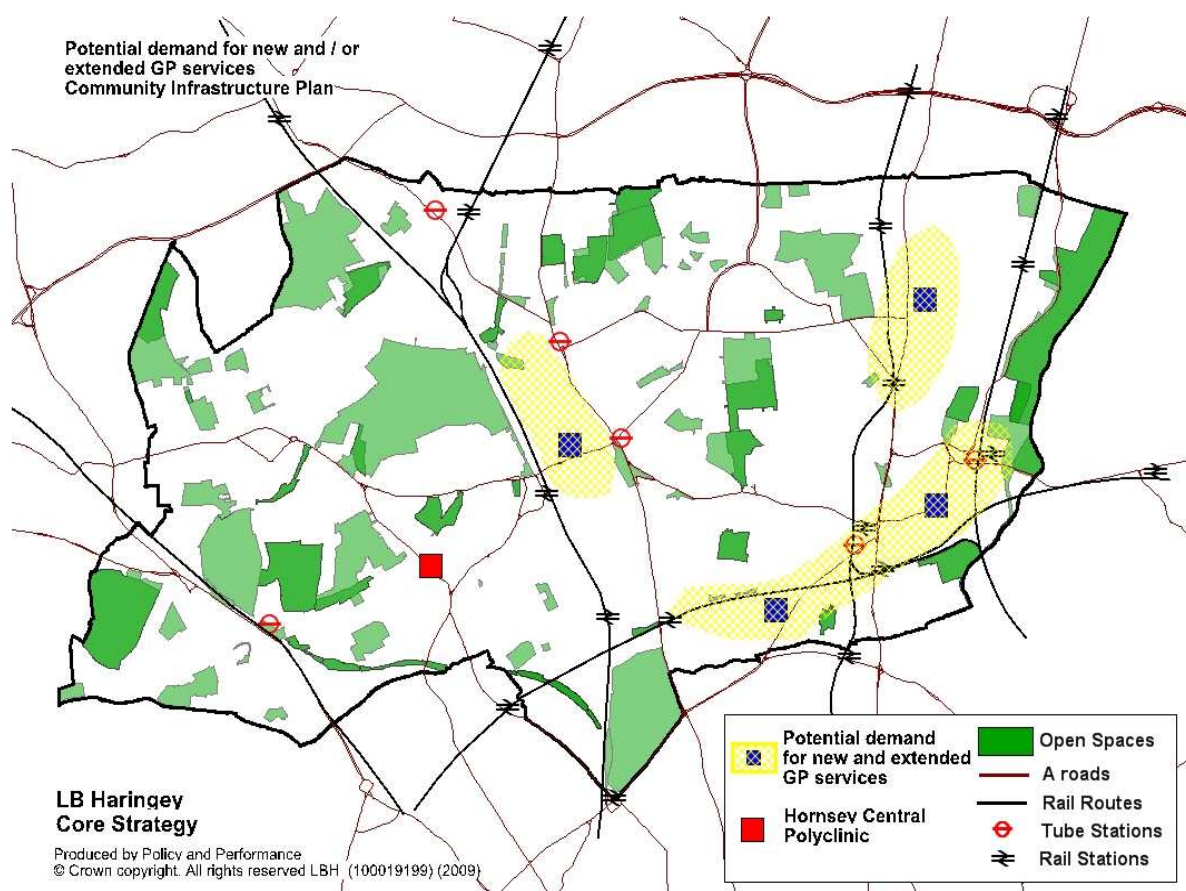 Potential demand for new and / or
extended GP services
Community Infrastructure Plan
Potential demand
for new and extended
GP services
Hornsey Central
Polyclinic
Open Spaces
A roads
Rail Routes
Tube Stations
Rail Stations
LB Haringey
Core Strategy
Produced by Policy and Performance
© Crown copyright. All rights reserved LBH (100019199) (2009)